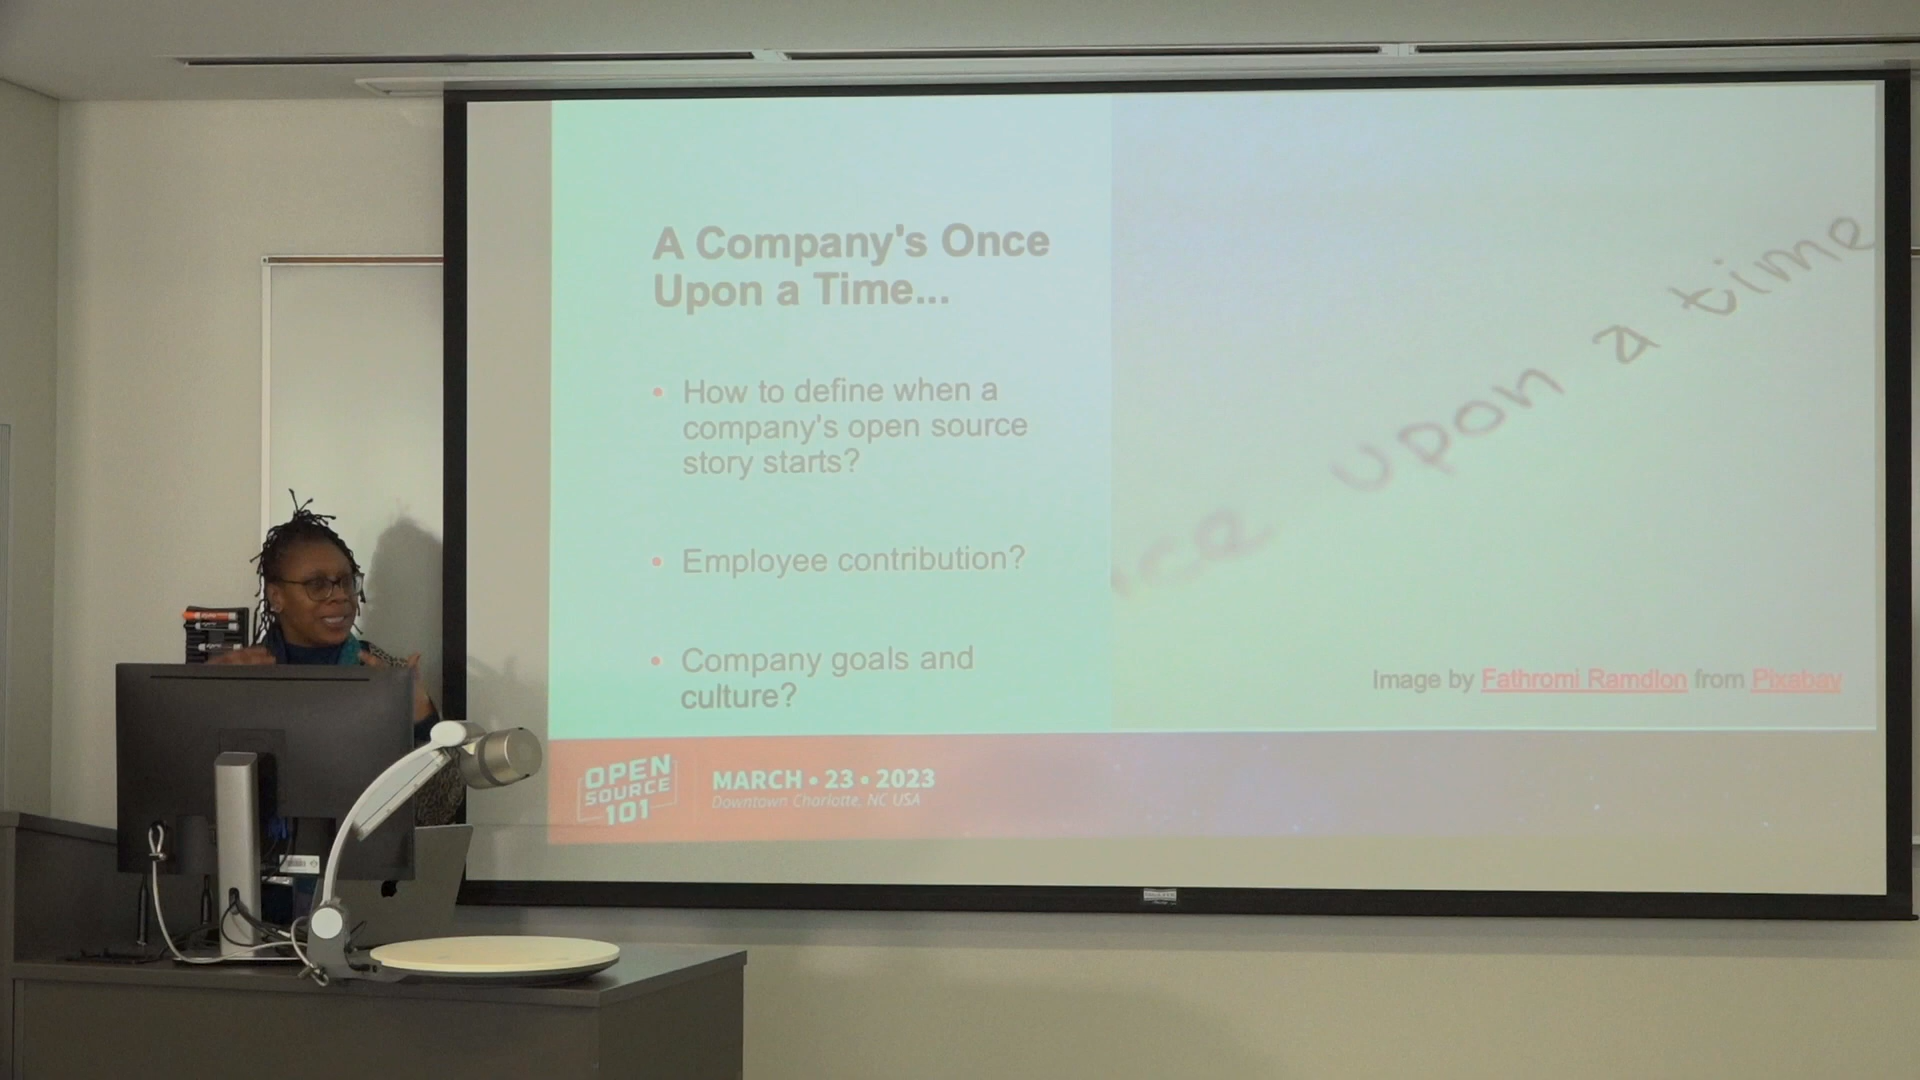 A Company's Once
Upon a Time...
• How to define when a
company's open source
story starts?
• Employee contribution?
• Company goals and
culture?
upon a time
Image by Fathromi Ramdlon from Pixabay
OPEN
SOURCE
101
MARCH • 23 • 2023
Downtown Charlotte, NC USA